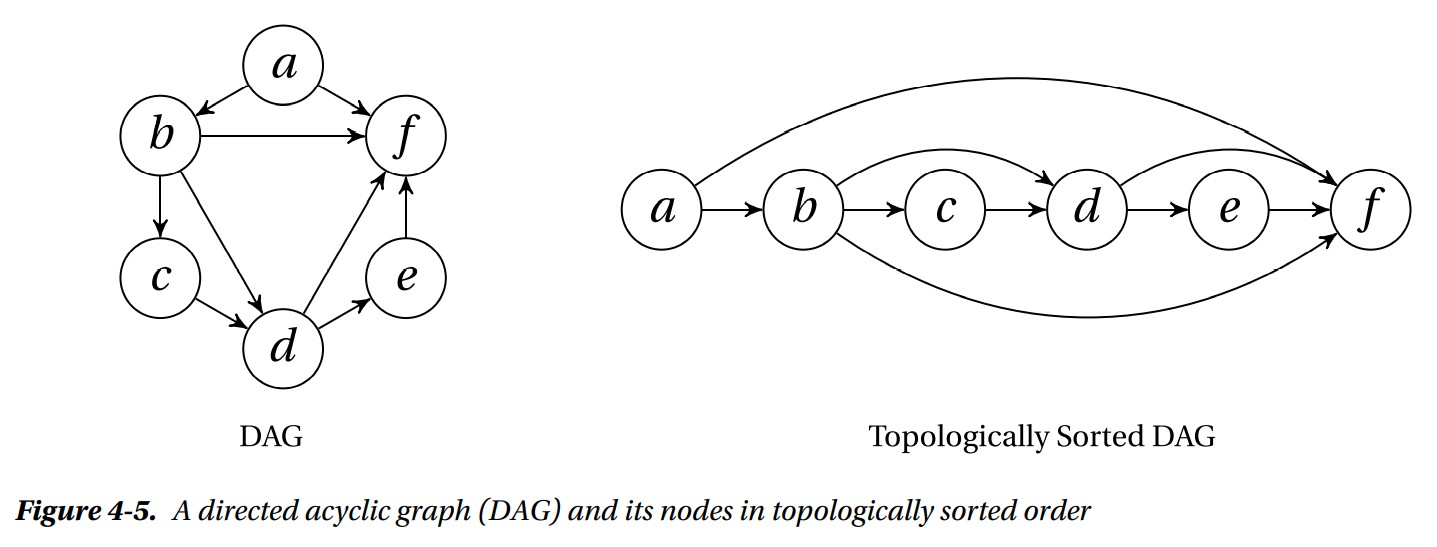 a
b
f
c
e
d
a b c d e f
DAG
Topologically Sorted DAG
Figure 4-5. A directed acyclic graph (DAG) and its nodes in topologically sorted order